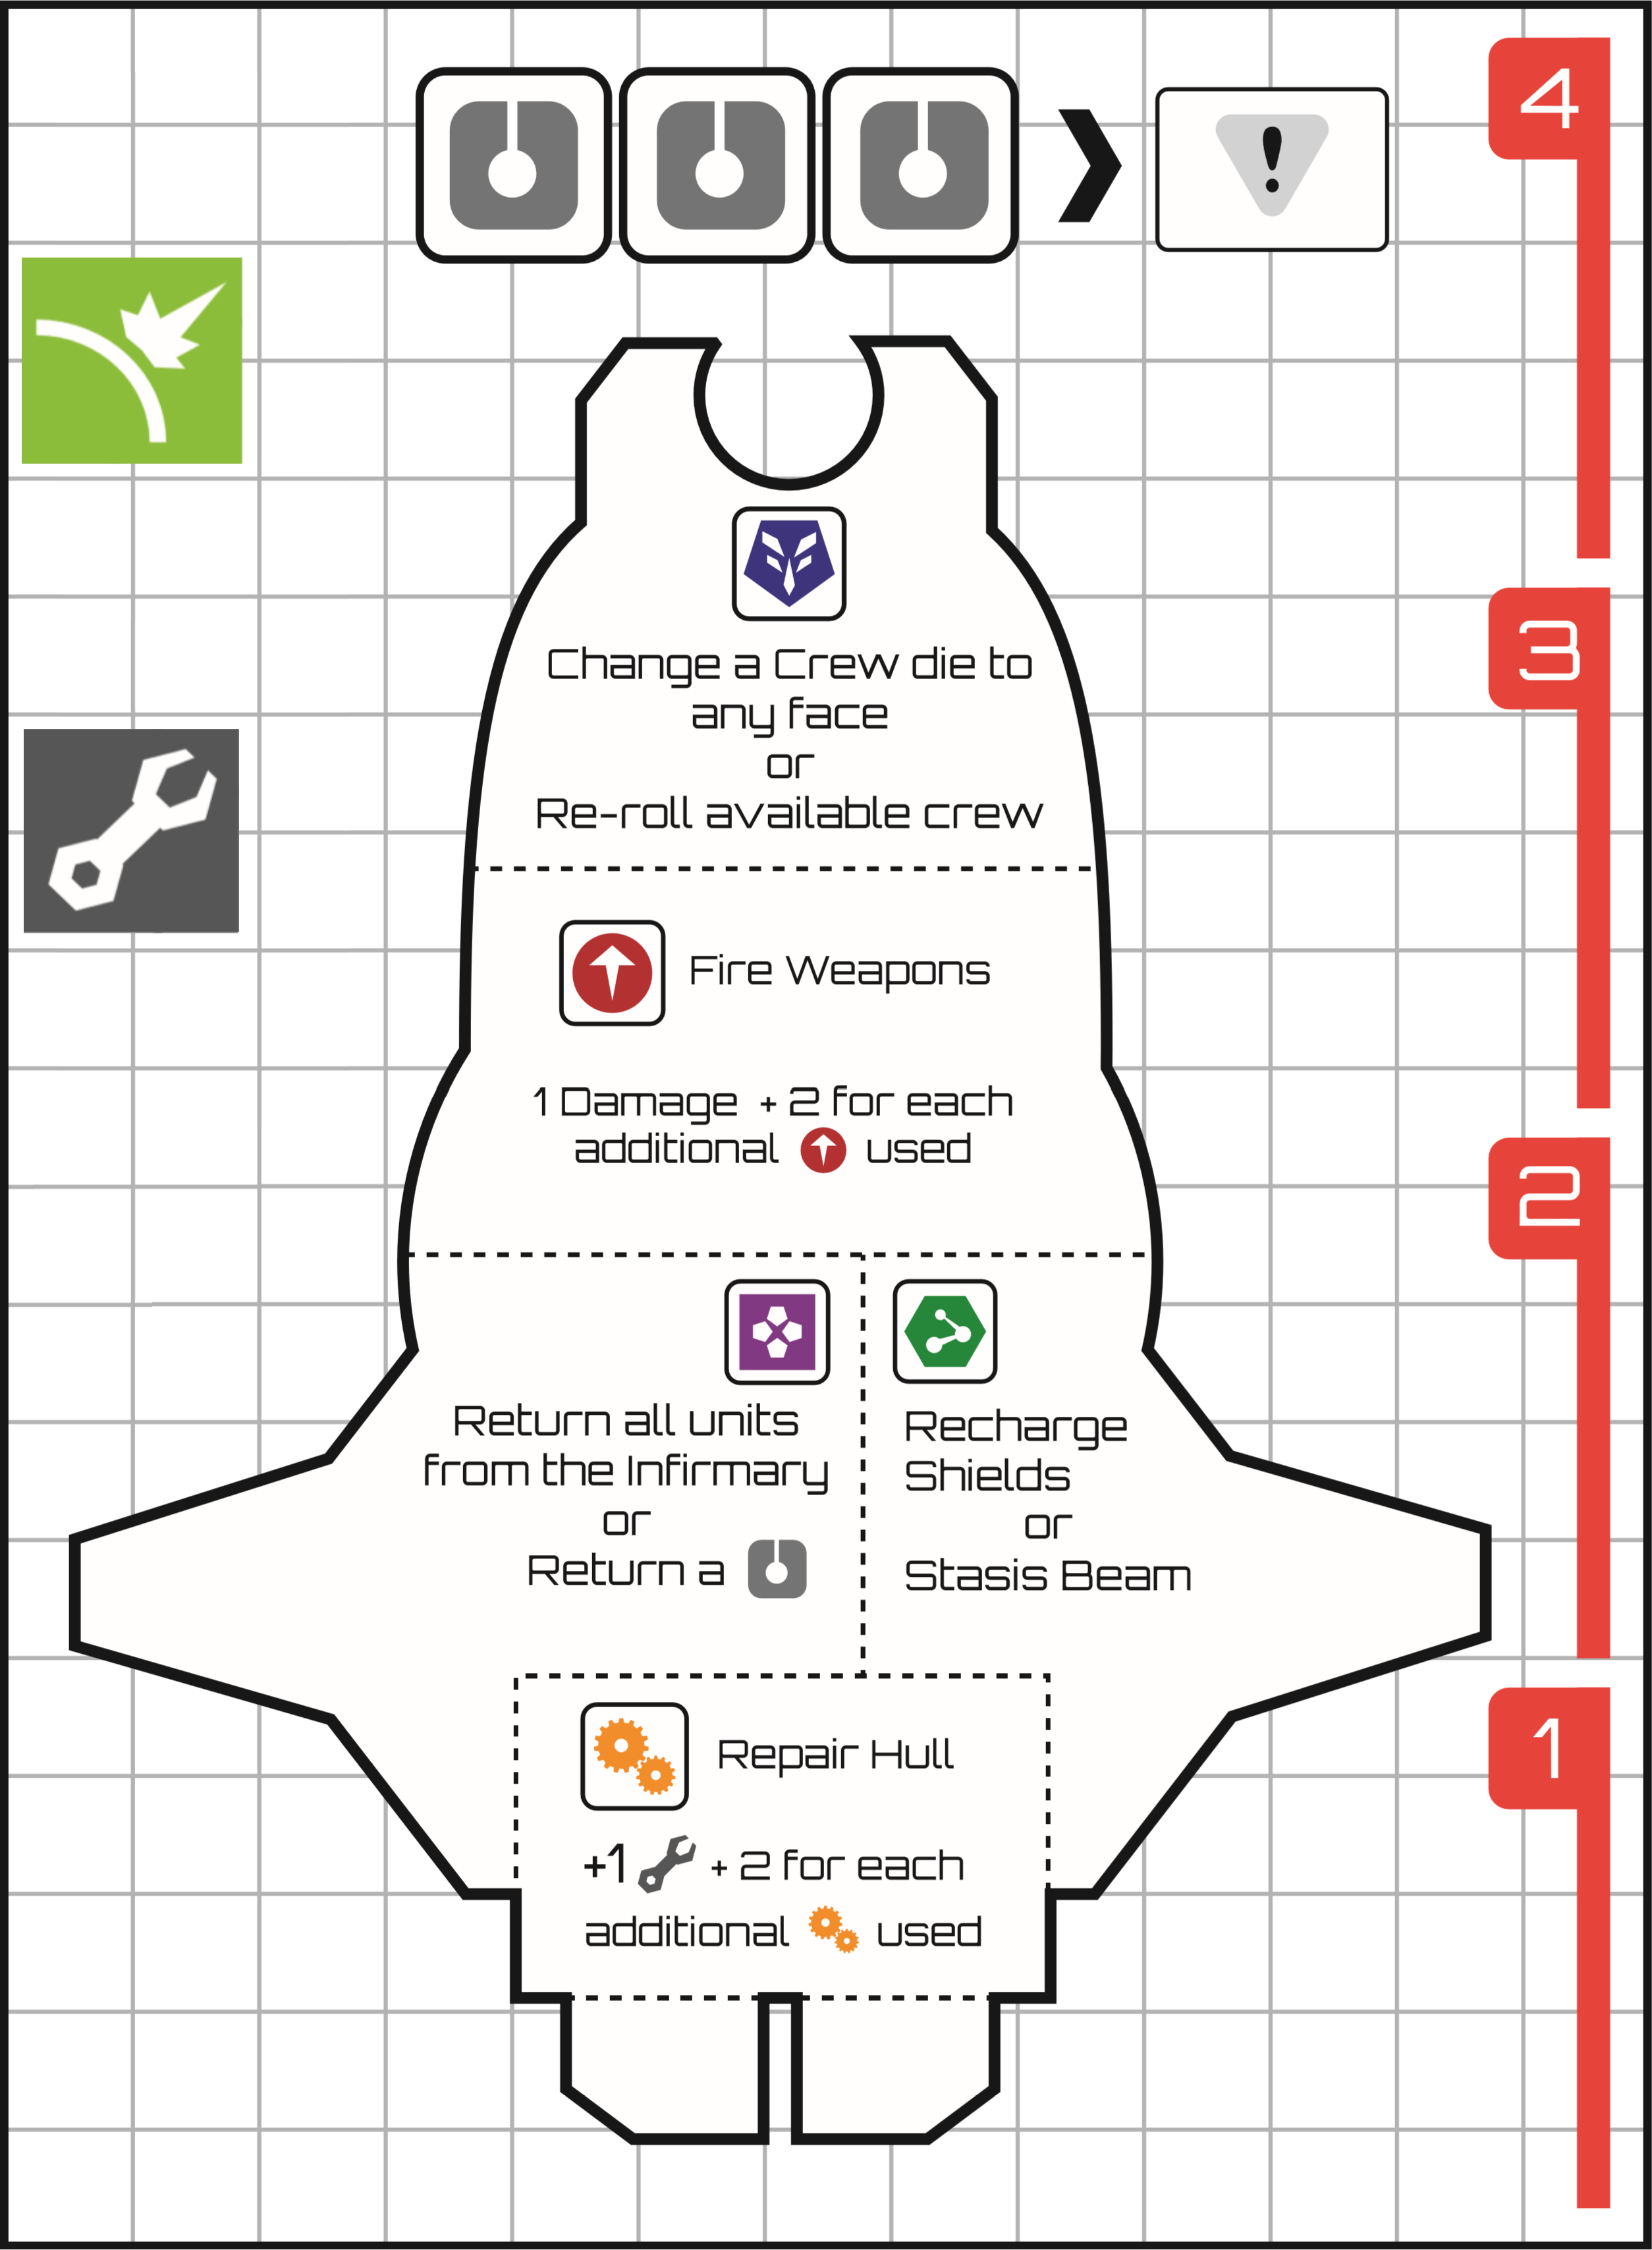 !
4
3
2
1
Change a Crew die to
any face
or
Re-roll available crew
Fire Weapons
1 Damage + 2 for each
additional used
Return all units
from the Infirmary
or
Return a
Recharge
Shields
or
Stasis Beam
Repair Hull
+1 + 2 for each
additional used